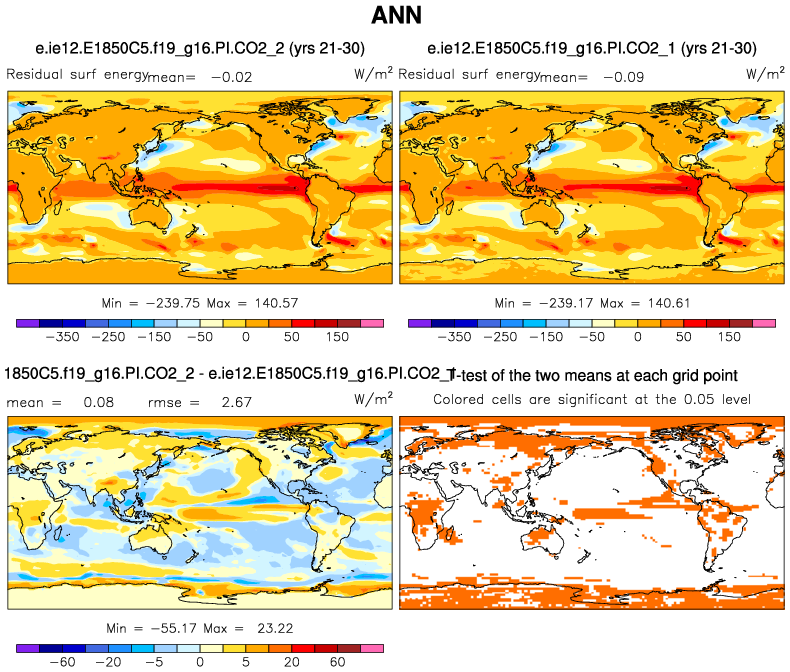 ANN
e.ie12.E1850C5.f19_g16.PI.CO2_2 (yrs 21-30)
Residual surf energy mean= −0.02 W/m²
Min = −239.75 Max = 140.57
−350 −250 −150 −50 0 50 150
e.ie12.E1850C5.f19_g16.PI.CO2_1 (yrs 21-30)
Residual surf energy mean= −0.09 W/m²
Min = −239.17 Max = 140.61
−350 −250 −150 −50 0 50 150
1850C5.f19_g16.PI.CO2_2 - e.ie12.E1850C5.f19_g16.PI.CO2_
mean = 0.08 rmse = 2.67 W/m²
Min = −55.17 Max = 23.22
−60 −20 −5 0 5 20 60
T-test of the two means at each grid point
Colored cells are significant at the 0.05 level